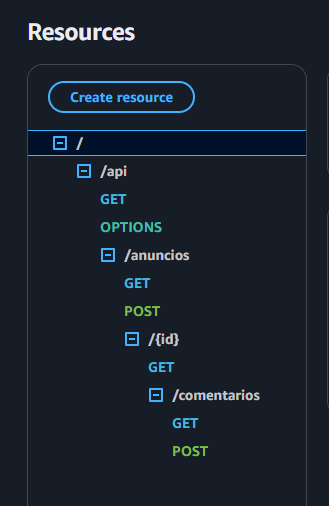 Resources
Create resource
/
/api
GET
OPTIONS
/anuncios
GET
POST
/{id}
GET
/comentarios
GET
POST